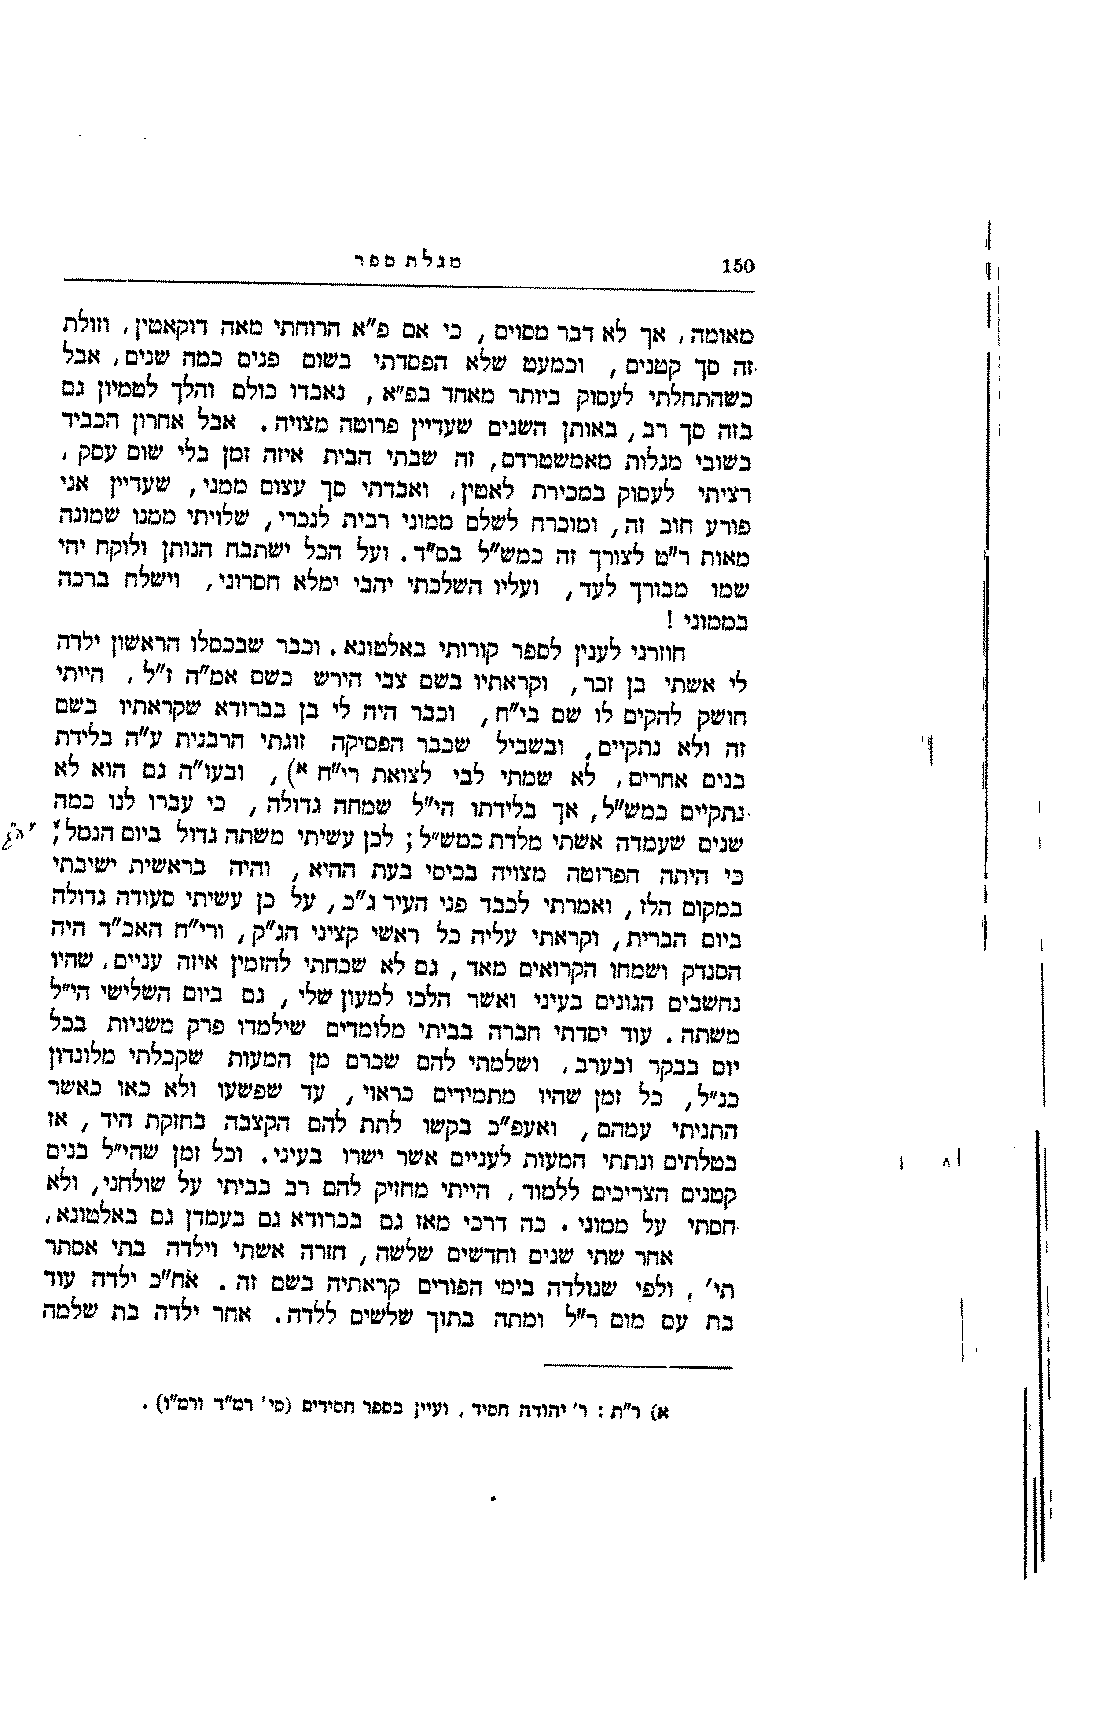 150
מגלת ספר
מאומה, אך לא דבר מסוים, כי אם פ"א הרוחתי מאה דוקאטין, וזולת
זה סך קטנים, וכמעט שלא הפסדתי בשום פנים כמה שנים, אבל
כשהתחלתי לעסוק ביותר מאחד בפ"א, נאבדו כולם והלך לטמיון גם
בזה סך רב, באותן השנים שעדיין פרוטה מצויה. אבל אחרון הכביד
בשובי מגלות מאמשטרדם, זה שבתי הבית איזה זמן בלי שום עסק,
רציתי לעסוק במכירת לאטין, ואבדתי סך עצום ממני, שעדיין אני
פורע חוב זה, ומוכרח לשלם ממוני רבית לנכרי, שלויתי ממנו שמונה
מאות ר"ט לצורך זה כמש"ל בס"ד. ועל הכל ישתבח הנותן ולוקח יהי
שמו מבורך לעד, ועליו השלכתי יהבי ימלא חסרוני, וישלח ברכה
בממוני!
חוזרני לענין לספר קורותי באלטונא. וכבר שבכסלו הראשון ילדה
לי אשתי בן זכר, וקראתיו בשם צבי הירש כשם אמ"ה ז"ל, הייתי
חושק להקים לו שם בי"ח, וכבר היה לי בן בברודא שקראתיו בשם
זה ולא נתקיים, ובשביל שכבר הפסיקה זוגתי הרבנית ע"ה בלידת
בנים אחרים, לא שמתי לבי לצואת רי"ח א), ובעו"ה גם הוא לא
נתקיים כמש"ל, אך בלידתו הי"ל שמחה גדולה, כי עברו לנו כמה
שנים שעמדה אשתי מלדת כמש"ל; לכן עשיתי משתה גדול ביום הנמל,
כי היתה הפרוטה מצויה בכיסי בעת ההיא, והיה בראשית ישיבתי
במקום הלז, ואמרתי לכבד פני העיר ג"כ, על כן עשיתי סעודה גדולה
ביום הברית, וקראתי עליה כל ראשי קציני הג"ק, ורי"ח האב"ד היה
הסנדק ושמחו הקרואים מאד, גם לא שכחתי להזמין איזה עניים, שהיו
נחשבים הגונים בעיני ואשר הלכו למעון שלי, גם ביום השלישי הי"ל
משתה. עוד יסדתי חברה בביתי מלומדים שילמדו פרק משניות בכל
יום בבקר ובערב, ושלמתי להם שכרם מן המעות שקבלתי מלונדון
כנ"ל, כל זמן שהיו מתמידים כראוי, עד שפשעו ולא באו כאשר
התניתי עמהם, ואעפ"כ בקשו לתת להם הקצבה בחזקת היד, אז
בטלתים ונתתי המעות לעניים אשר ישרו בעיני. וכל זמן שהי"ל בנים
קטנים הצריכים ללמוד, הייתי מחזיק להם רב בביתי על שולחני, ולא
חסתי על ממוני. כה דרכי מאז גם בברודא גם בעמדן גם באלטונא.
אחר שתי שנים וחדשים שלשה, חזרה אשתי וילדה בתי אסתר
תי', ולפי שנולדה בימי הפורים קראתיה בשם זה. אח"כ ילדה עוד
בת עם מום ר"ל ומתה בתוך שלשים ללדה. אחר ילדה בת שלמה
א) ר"ת: ר' יהודה חסיד, ועיין בספר חסידים (סי' רמ"ד ורמ"ו).